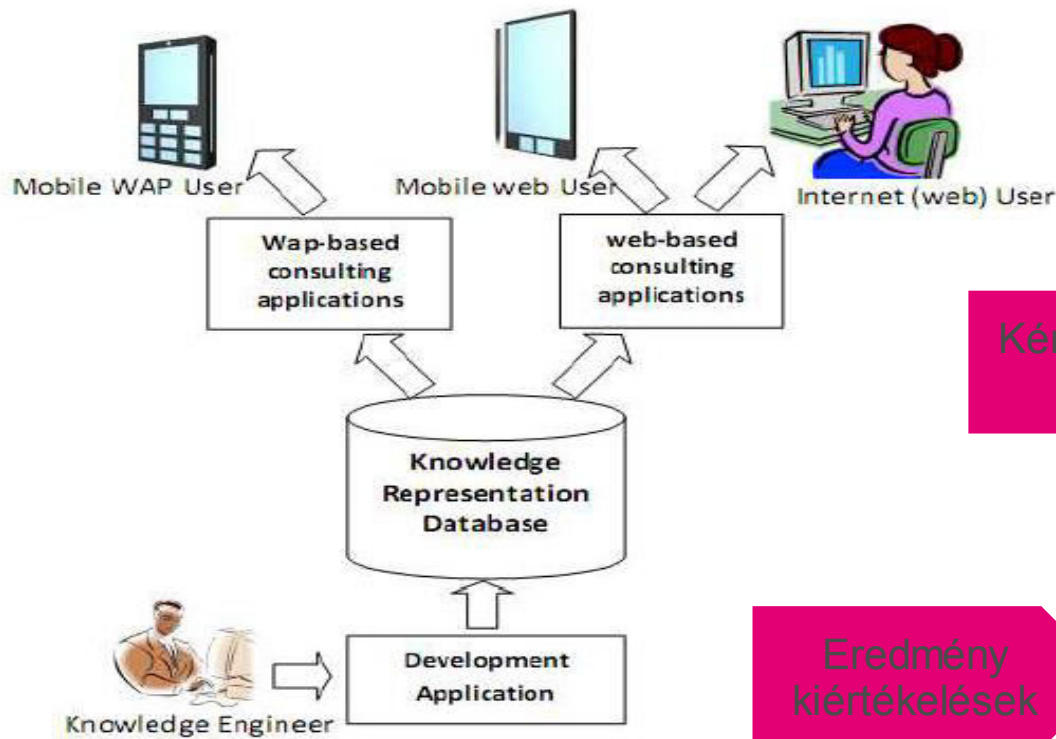 Mobile WAP User
Mobile web User
Internet (web) User
Wap-based
consulting
applications
web-based
consulting
applications
Knowledge
Representation
Database
Eredmény
kiértékelések
Development
Application
Knowledge Engineer